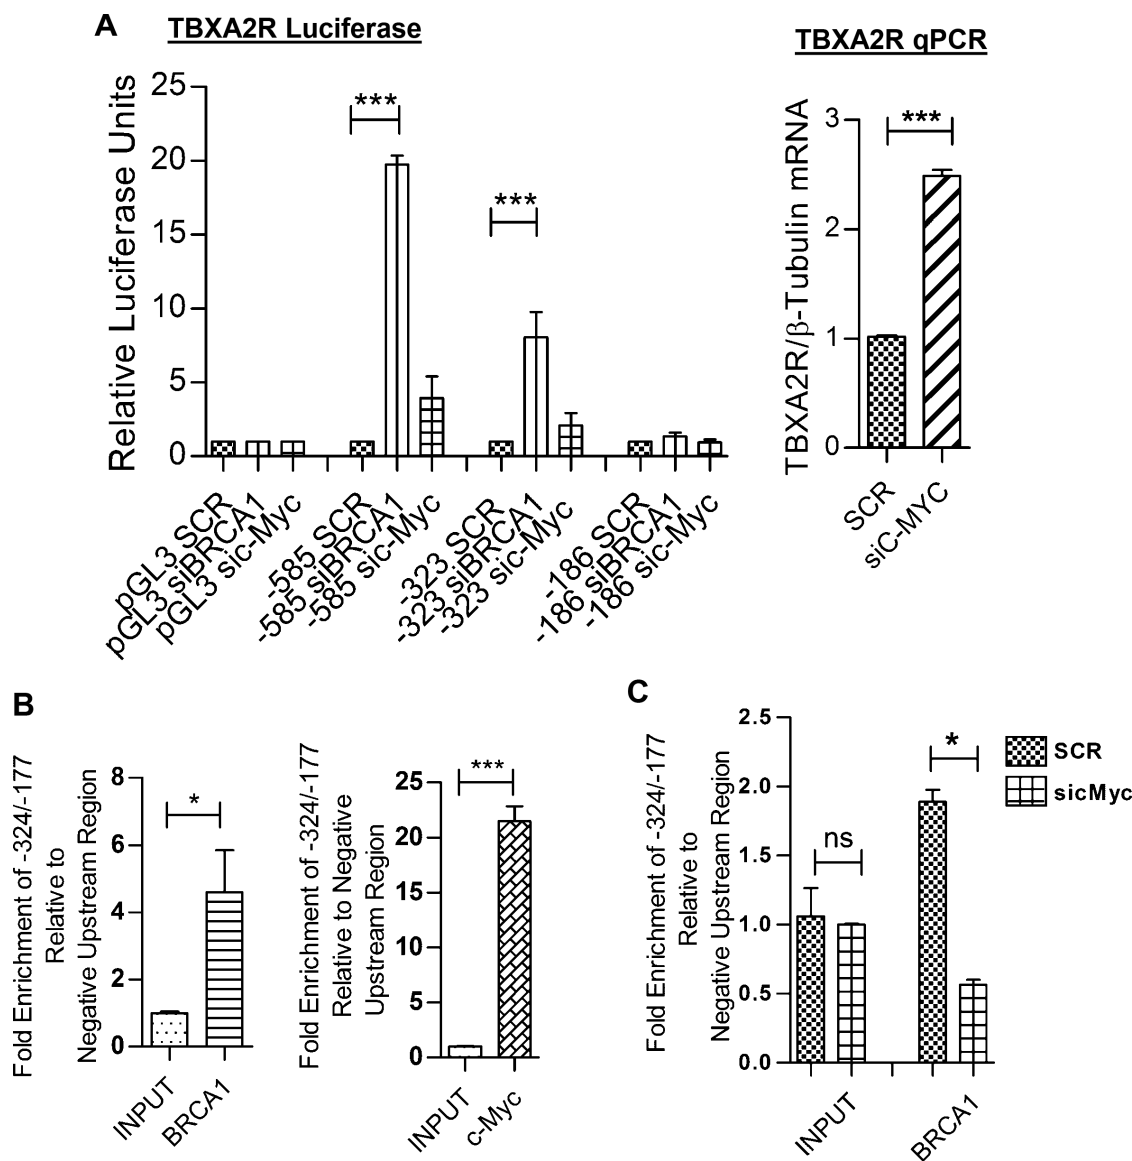 A
TBXA2R Luciferase
Relative Luciferase Units
25
20
15
10
5
0
***
***
pGL3 SCR
pGL3 siBRCA1
pGL3 sic-Myc
-585 SCR
-585 siBRCA1
-585 sic-Myc
-323 SCR
-323 siBRCA1
-323 sic-Myc
-186 SCR
-186 siBRCA1
-186 sic-Myc
TBXA2R qPCR
TBXA2R/β-Tubulin mRNA
3
2
1
0
***
SCR
siC-MYC
B
Fold Enrichment of -324/-177
Relative to
Negative Upstream Region
8
6
4
2
0
*
INPUT
BRCA1
Fold Enrichment of -324/-177
Relative to Negative
Upstream Region
25
20
15
10
5
0
***
INPUT
c-Myc
C
Fold Enrichment of -324/-177
Relative to
Negative Upstream Region
2.5
2.0
1.5
1.0
0.5
0.0
ns
*
INPUT
BRCA1
SCR
sicMyc